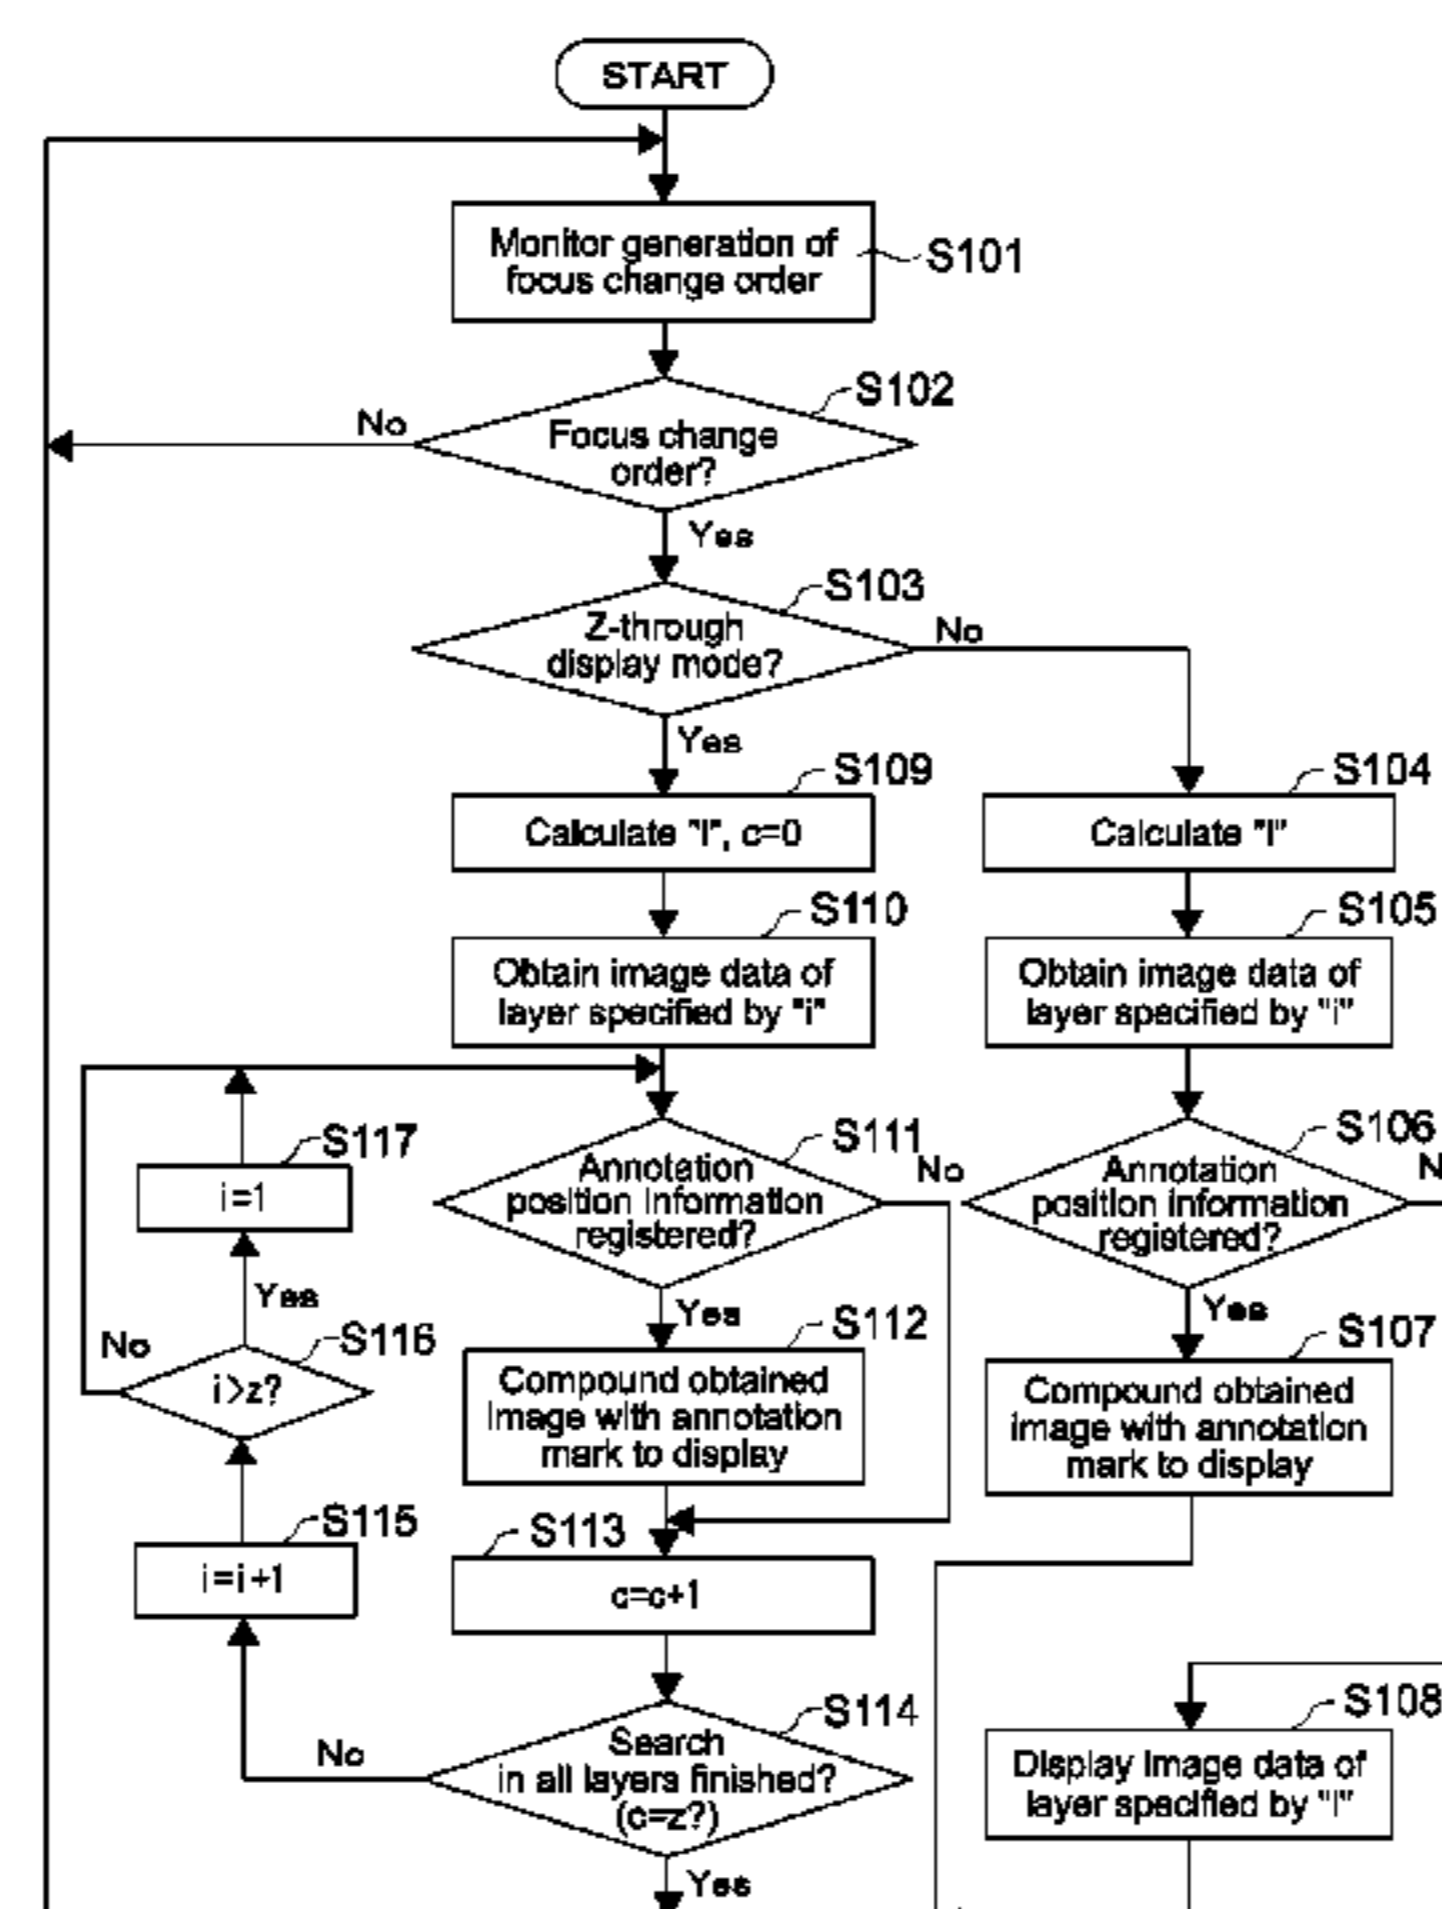 START
Monitor generation of
focus change order
S101
S102
No
Focus change
order?
Yes
S103
Z-through
display mode?
No
Yes
S109
Calculate "i", c=0
S104
Calculate "i"
S110
Obtain image data of
layer specified by "i"
S105
Obtain image data of
layer specified by "i"
S117
i=1
S111
Annotation
position information
registered?
No
S106
Annotation
position information
registered?
Yes
S116
No
i>z?
Yes
S112
Compound obtained
image with annotation
mark to display
Yes
S107
Compound obtained
image with annotation
mark to display
S115
i=i+1
S113
c=c+1
S114
Search
in all layers finished?
(c=z?)
No
Yes
S108
Display image data of
layer specified by "i"